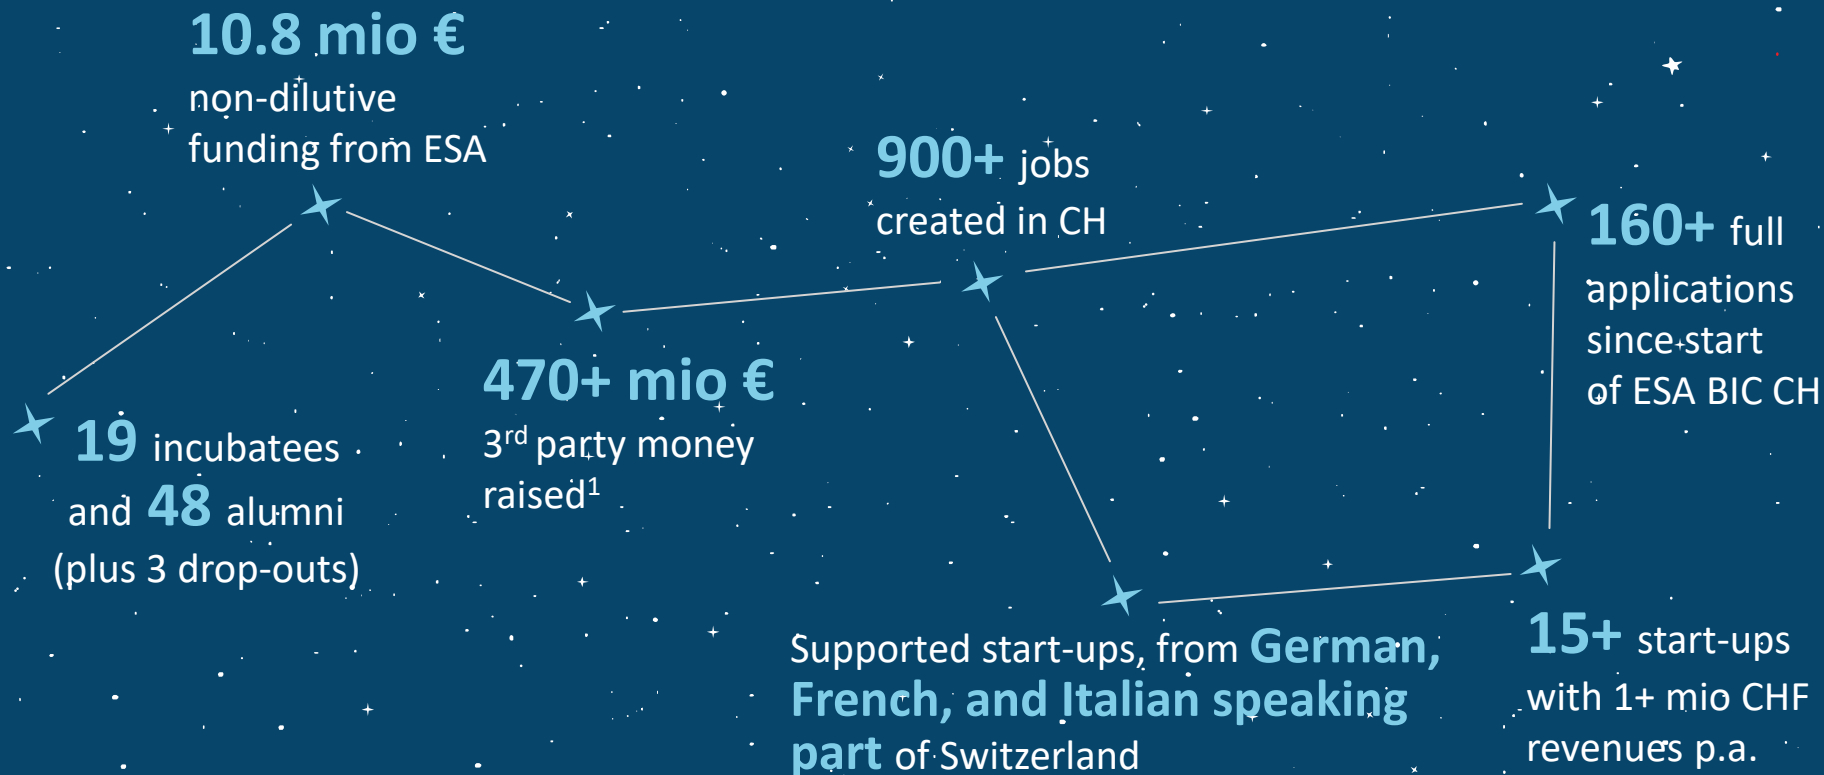 10.8 mio €
non-dilutive
funding from ESA
900+ jobs
created in CH
160+ full
applications
since start
of ESA BIC CH
470+ mio €
3rd party money
raised1
19 incubatees
and 48 alumni
(plus 3 drop-outs)
Supported start-ups, from German,
French, and Italian speaking
part of Switzerland
15+ start-ups
with 1+ mio CHF
revenues p.a.